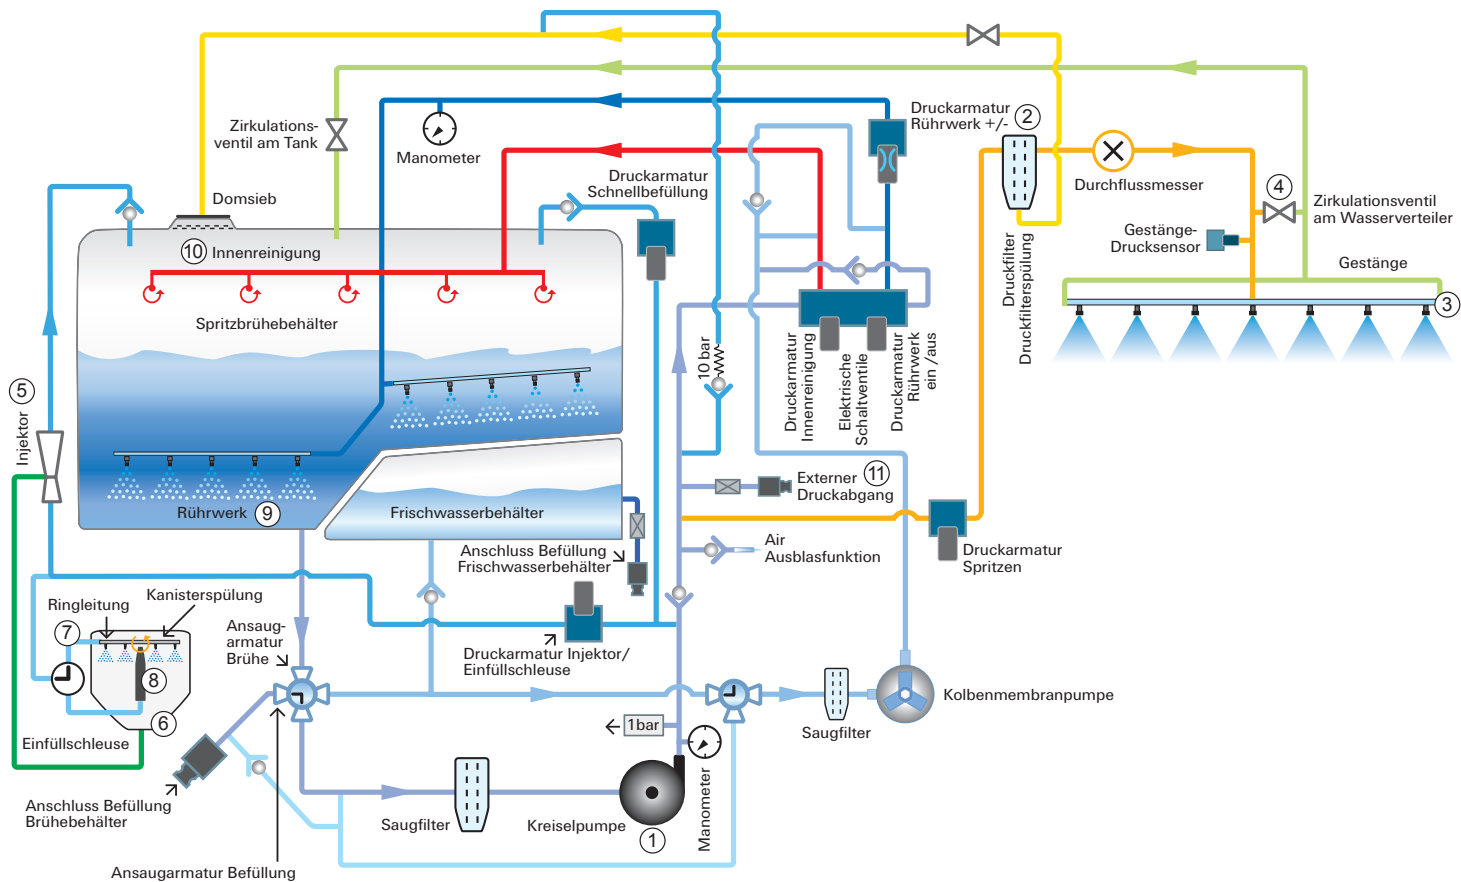 Zirkulations-
ventil am Tank
Manometer
Druckarmatur
Rührwerk +/-
2
Druckarmatur
Schnellbefüllung
Domsieb
10 Innenreinigung
Spritzbrühebehälter
Durchflussmesser
4
Zirkulationsventil
am Wasserverteiler
Gestänge-
Drucksensor
Druckfilter
Druckfilterspülung
Gestänge
3
10 bar
Druckarmatur
Innenreinigung
Elektrische
Schaltventile
Druckarmatur
Rührwerk
ein /aus
5
Injektor
Rührwerk 9
Frischwasserbehälter
Externer
Druckabgang
11
Anschluss Befüllung
Frischwasserbehälter
Air
Ausblasfunktion
Druckarmatur
Spritzen
Ringleitung
Kanisterspülung
7
8
6
Einfüllschleuse
Ansaug-
armatur
Brühe
Druckarmatur Injektor/
Einfüllschleuse
1 bar
Kolbenmembranpumpe
Saugfilter
Anschluss Befüllung
Brühebehälter
Saugfilter
Kreiselpumpe
1
Manometer
Ansaugarmatur Befüllung